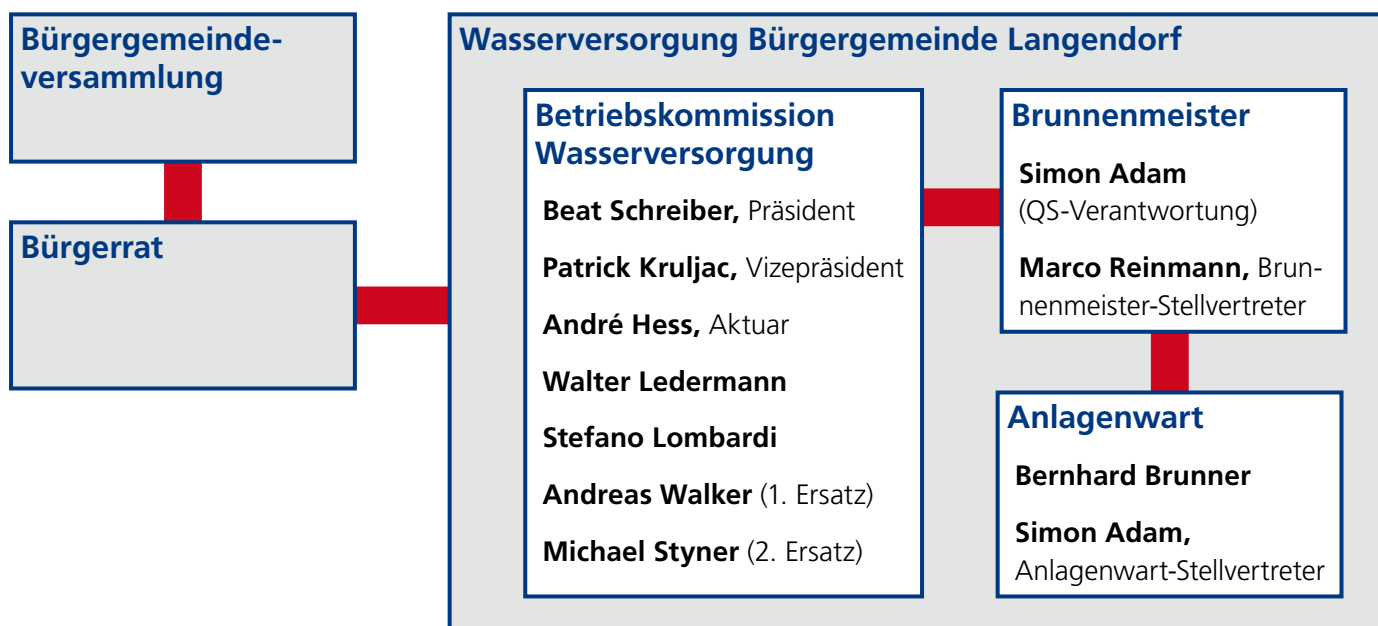 Bürgergemeinde-
versammlung
Bürgerrat
Wasserversorgung Bürgergemeinde Langendorf
Betriebskommission
Wasserversorgung
Beat Schreiber, Präsident
Patrick Kruljac, Vizepräsident
André Hess, Aktuar
Walter Ledermann
Stefano Lombardi
Andreas Walker (1. Ersatz)
Michael Styner (2. Ersatz)
Brunnenmeister
Simon Adam
(QS-Verantwortung)
Marco Reinmann, Brun-
nenmeister-Stellvertreter
Anlagenwart
Bernhard Brunner
Simon Adam,
Anlagenwart-Stellvertreter